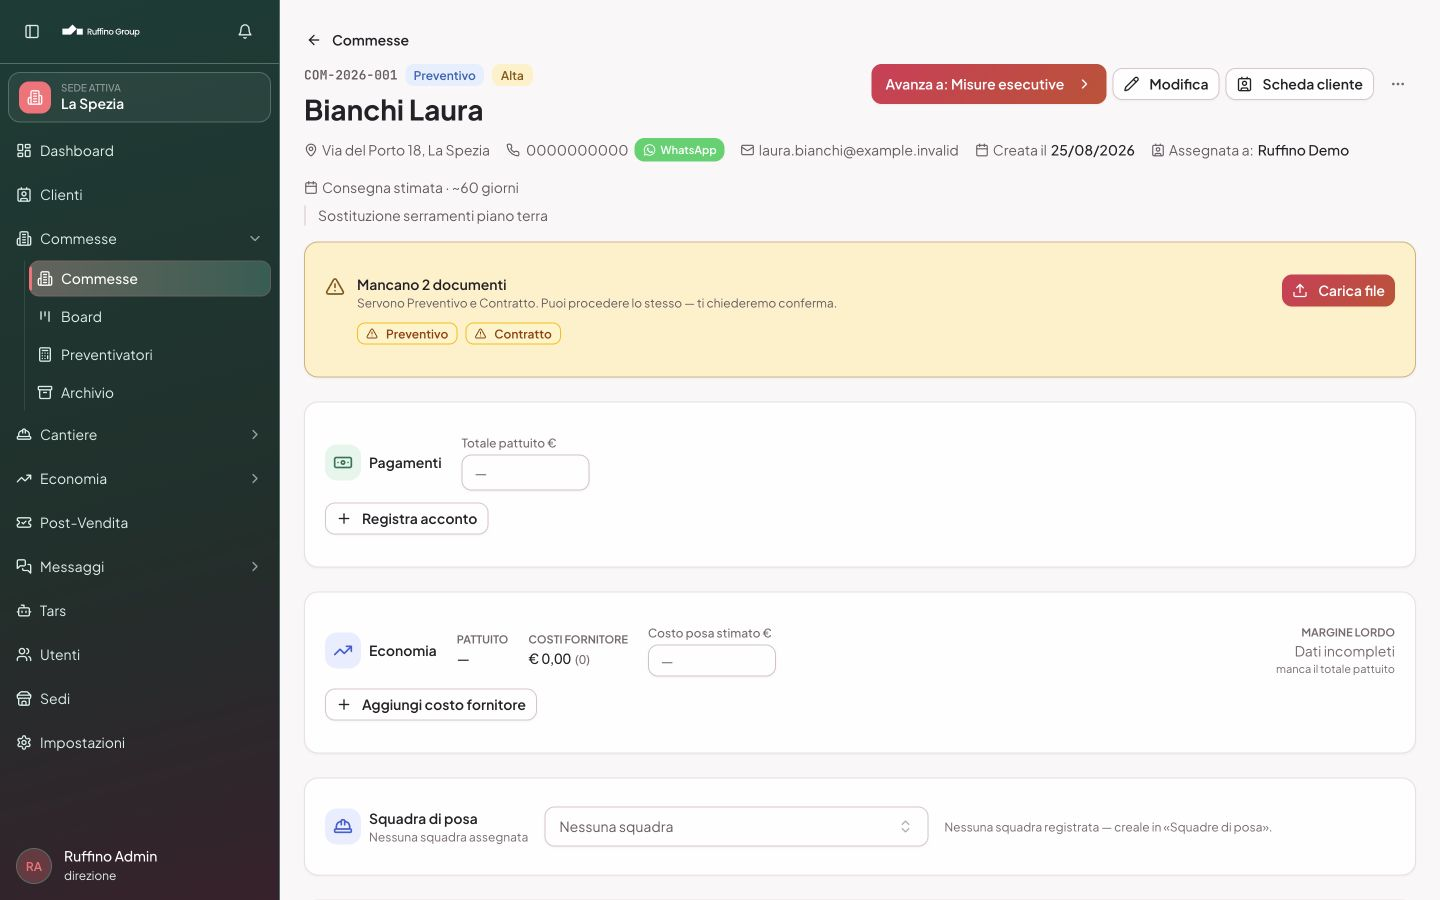 Ruffino Group
SEDE ATTIVA
La Spezia
Dashboard
Clienti
Commesse
Commesse
Board
Preventivatori
Archivio
Cantiere
Economia
Post-Vendita
Messaggi
Tars
Utenti
Sedi
Impostazioni
RA
Ruffino Admin
direzione
Commesse
COM-2026-001 Preventivo Alta
Bianchi Laura
Avanza a: Misure esecutive
Modifica
Scheda cliente
Via del Porto 18, La Spezia 0000000000 WhatsApp laura.bianchi@example.invalid Creata il 25/08/2026 Assegnata a: Ruffino Demo
Consegna stimata · ~60 giorni
Sostituzione serramenti piano terra
Mancano 2 documenti
Servono Preventivo e Contratto. Puoi procedere lo stesso — ti chiederemo conferma.
Preventivo Contratto
Carica file
Pagamenti
Totale pattuito €
—
Registra acconto
Economia
PATTUITO
—
COSTI FORNITORE
€ 0,00 (0)
Costo posa stimato €
—
MARGINE LORDO
Dati incompleti
manca il totale pattuito
Aggiungi costo fornitore
Squadra di posa
Nessuna squadra assegnata
Nessuna squadra
Nessuna squadra registrata — creale in «Squadre di posa».